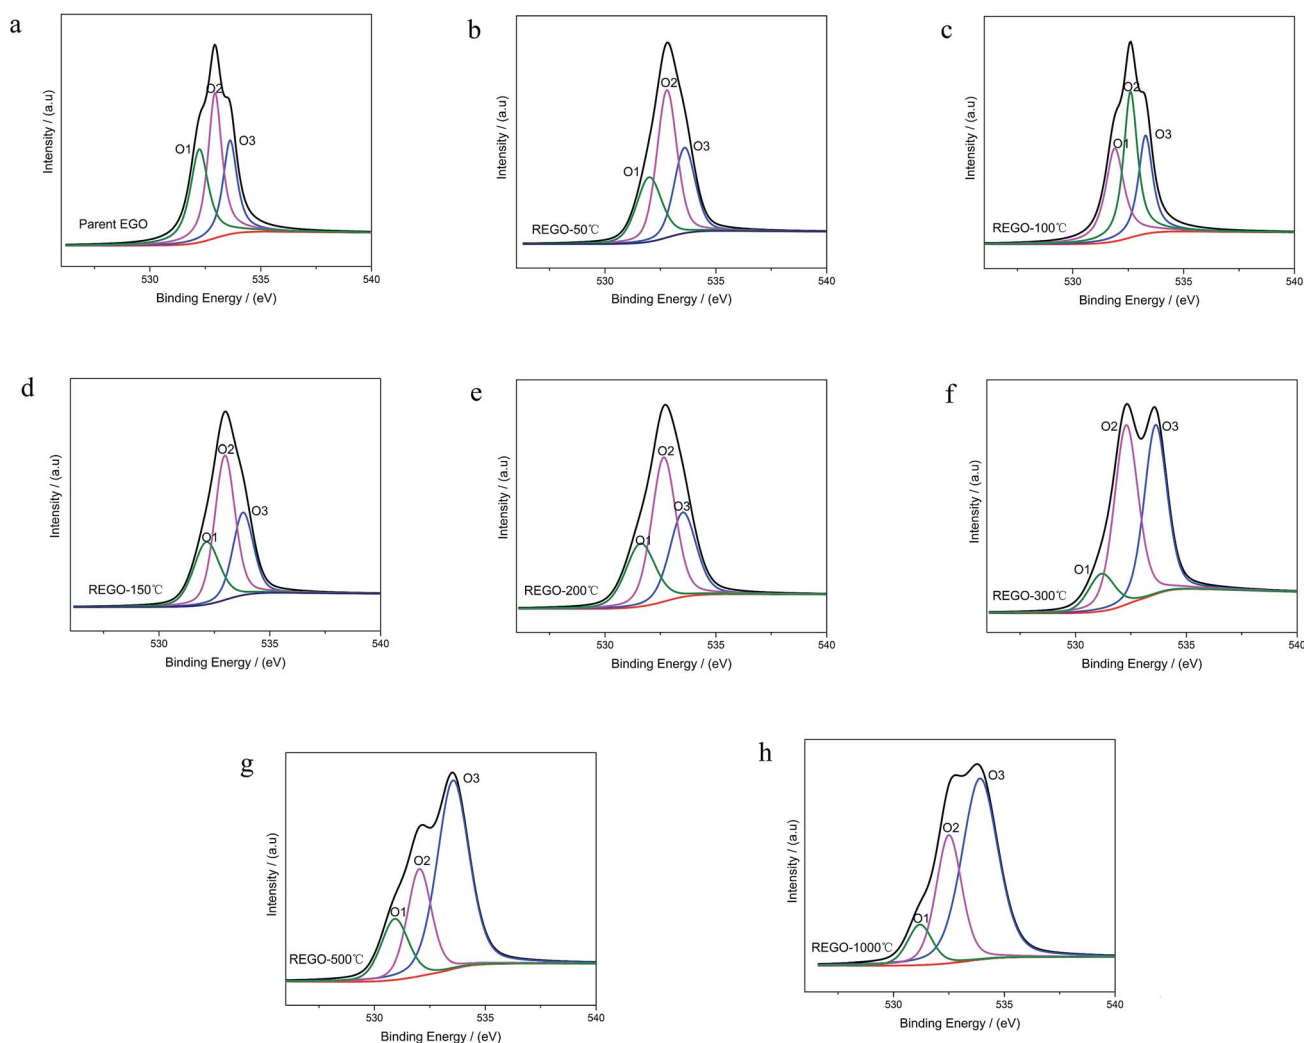 a
Intensity / (a.u)
O2
O1
O3
Parent EGO
530
535
540
Binding Energy / (eV)
b
Intensity / (a.u)
O2
O1
O3
REGO-50℃
530
535
540
Binding Energy / (eV)
c
Intensity / (a.u)
O2
O1
O3
REGO-100℃
530
535
540
Binding Energy / (eV)
d
Intensity / (a.u)
O2
O1
O3
REGO-150℃
530
535
540
Binding Energy / (eV)
e
Intensity / (a.u)
O2
O3
O1
REGO-200℃
530
535
540
Binding Energy / (eV)
f
Intensity / (a.u)
O2
O3
O1
REGO-300℃
530
535
540
Binding Energy / (eV)
g
Intensity / (a.u)
O3
O2
O1
REGO-500℃
530
535
540
Binding Energy / (eV)
h
Intensity / (a.u)
O3
O2
O1
REGO-1000℃
530
535
540
Binding Energy / (eV)